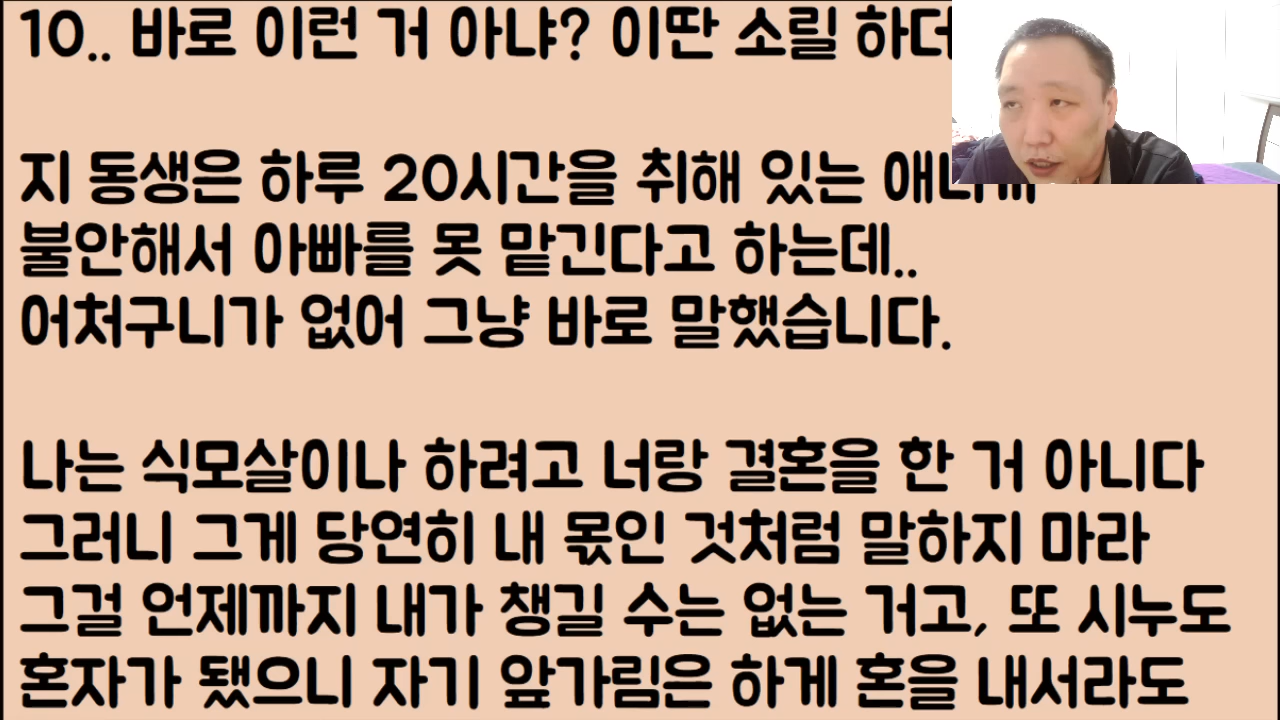 10.. 바로 이런 거 아냐? 이딴 소릴 하더
지 동생은 하루 20시간을 취해 있는
불안해서 아빠를 못 맡긴다고 하는데..
어처구니가 없어 그냥 바로 말했습니다.
나는 식모살이나 하려고 너랑 결혼을 한 거 아니다
그러니 그게 당연히 내 몫인 것처럼 말하지 마라
그걸 언제까지 내가 챙길 수는 없는 거고, 또 시누도
혼자가 됐으니 자기 앞가림은 하게 혼을 내서라도